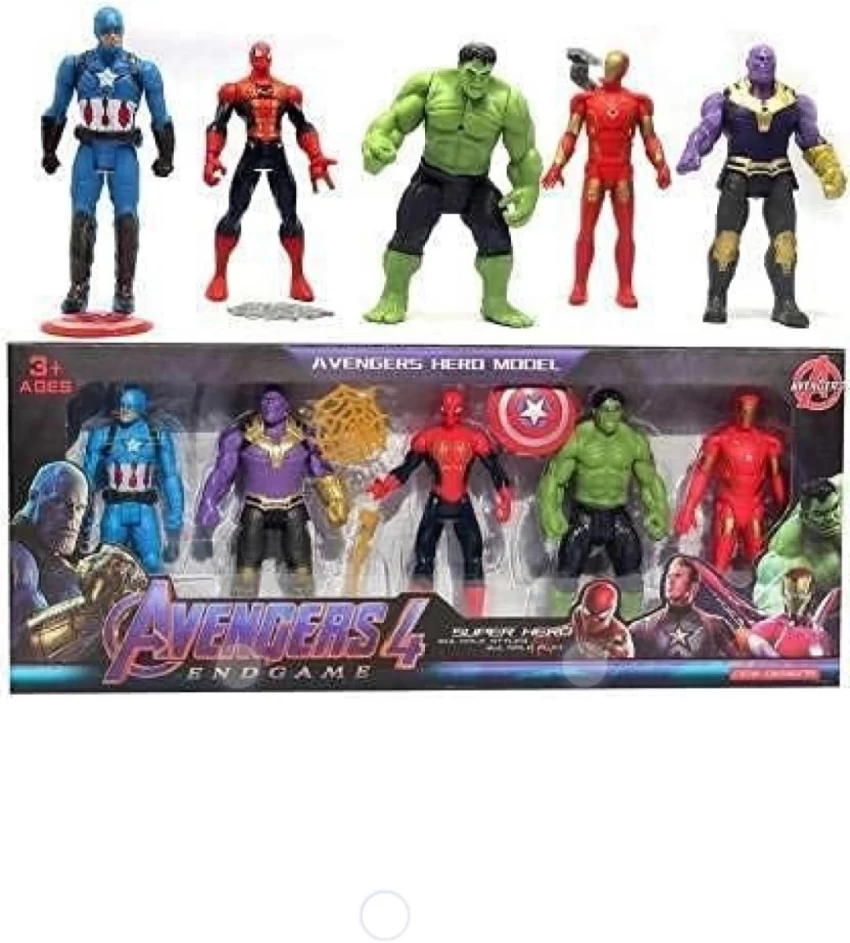 3+
AGES
AVENGERS HERO MODEL
AVENGERS
AVENGERS 4
ENDGAME
SUPER HERO